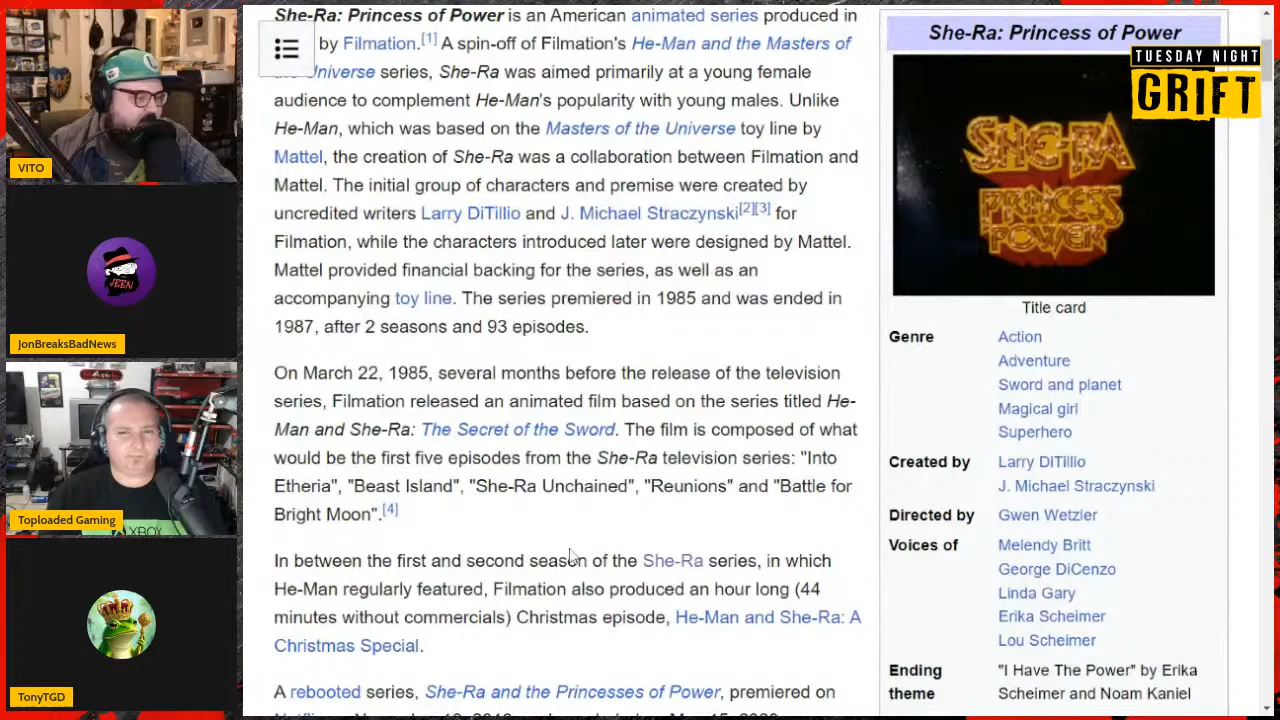 She-Ra: Princess of Power is an American animated series produced in
by Filmation.[1] A spin-off of Filmation's He-Man and the Masters of
Universe series, She-Ra was aimed primarily at a young female
audience to complement He-Man's popularity with young males. Unlike
He-Man, which was based on the Masters of the Universe toy line by
Mattel, the creation of She-Ra was a collaboration between Filmation and
Mattel. The initial group of characters and premise were created by
uncredited writers Larry DiTillio and J. Michael Straczynski[2][3] for
Filmation, while the characters introduced later were designed by Mattel.
Mattel provided financial backing for the series, as well as an
accompanying toy line. The series premiered in 1985 and was ended in
1987, after 2 seasons and 93 episodes.
On March 22, 1985, several months before the release of the television
series, Filmation released an animated film based on the series titled He-
Man and She-Ra: The Secret of the Sword. The film is composed of what
would be the first five episodes from the She-Ra television series: "Into
Etheria", "Beast Island", "She-Ra Unchained", "Reunions" and "Battle for
Bright Moon".[4]
In between the first and second season of the She-Ra series, in which
He-Man regularly featured, Filmation also produced an hour long (44
minutes without commercials) Christmas episode, He-Man and She-Ra: A
Christmas Special.
A rebooted series, She-Ra and the Princesses of Power, premiered on
She-Ra: Princess of Power
TUESDAY NIGHT
GRIFT
SHE-RA
PRINCESS
POWER
Title card
Genre Action
Adventure
Sword and planet
Magical girl
Superhero
Created by Larry DiTillio
J. Michael Straczynski
Directed by Gwen Wetzler
Voices of Melendy Britt
George DiCenzo
Linda Gary
Erika Scheimer
Lou Scheimer
Ending "I Have The Power" by Erika
theme Scheimer and Noam Kaniel
VITO
JEEN
JonBreaksBadNews
XBOX
Toploaded Gaming
TonyTGD